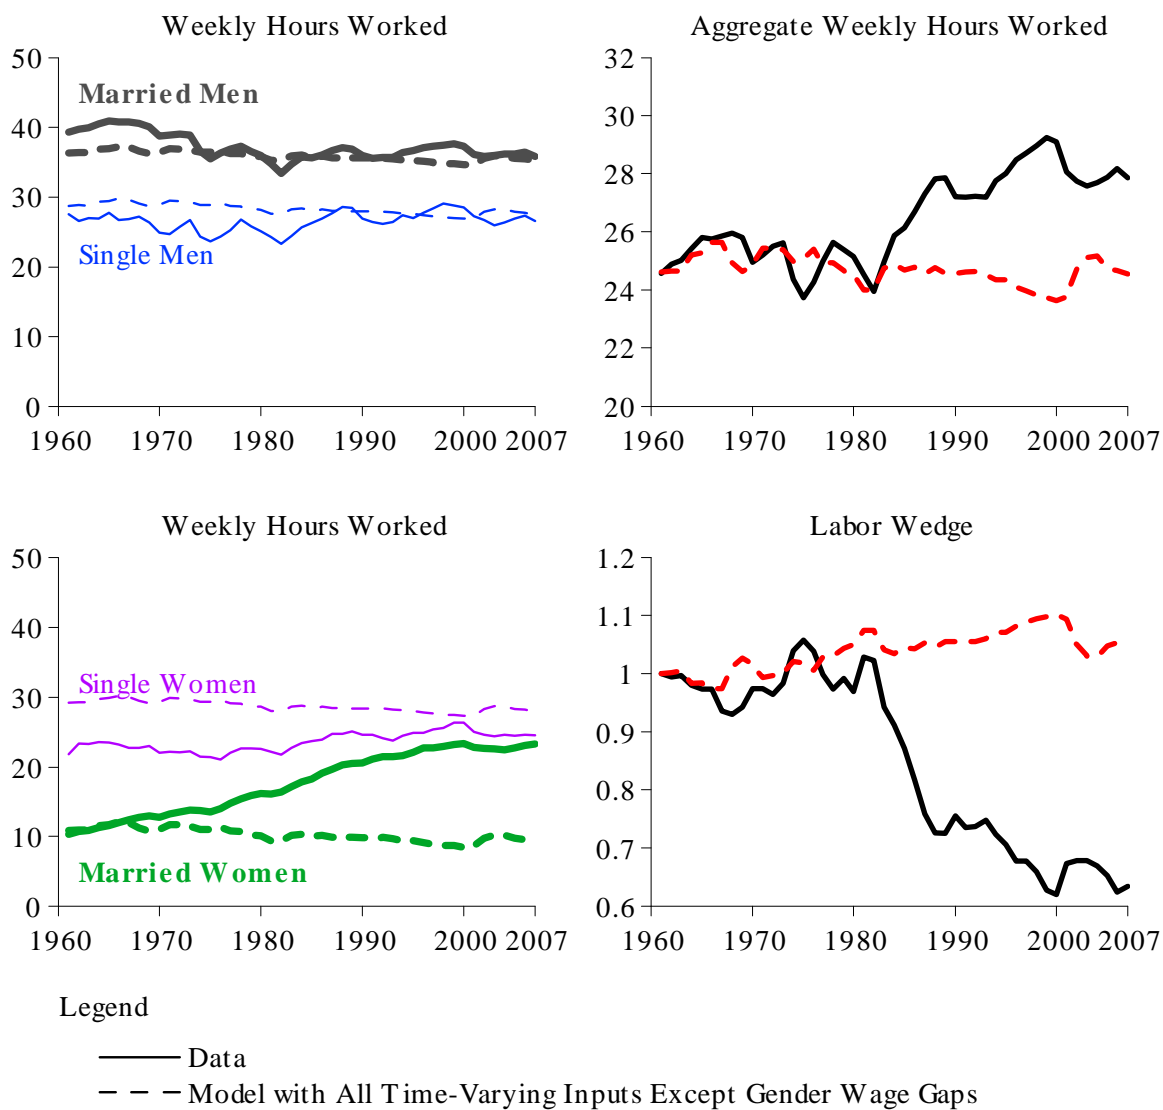 Weekly Hours Worked
50
40
30
20
10
0
Married Men
Single Men
1960 1970 1980 1990 2000 2007
Aggregate Weekly Hours Worked
32
30
28
26
24
22
20
1960 1970 1980 1990 2000 2007
Weekly Hours Worked
50
40
30
20
10
0
Single Women
Married Women
1960 1970 1980 1990 2000 2007
Labor Wedge
1.2
1.1
1
0.9
0.8
0.7
0.6
1960 1970 1980 1990 2000 2007
Legend
Data
Model with All Time-Varying Inputs Except Gender Wage Gaps